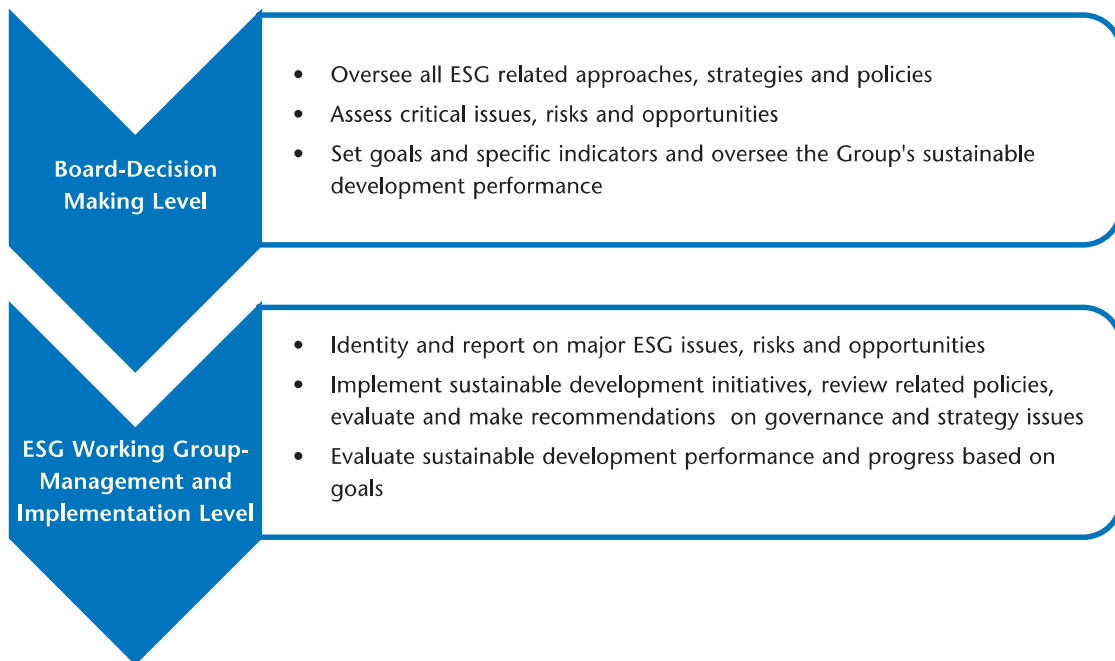 Board-Decision
Making Level
• Oversee all ESG related approaches, strategies and policies
• Assess critical issues, risks and opportunities
• Set goals and specific indicators and oversee the Group's sustainable
development performance
ESG Working Group-
Management and
Implementation Level
• Identity and report on major ESG issues, risks and opportunities
• Implement sustainable development initiatives, review related policies,
evaluate and make recommendations on governance and strategy issues
• Evaluate sustainable development performance and progress based on
goals